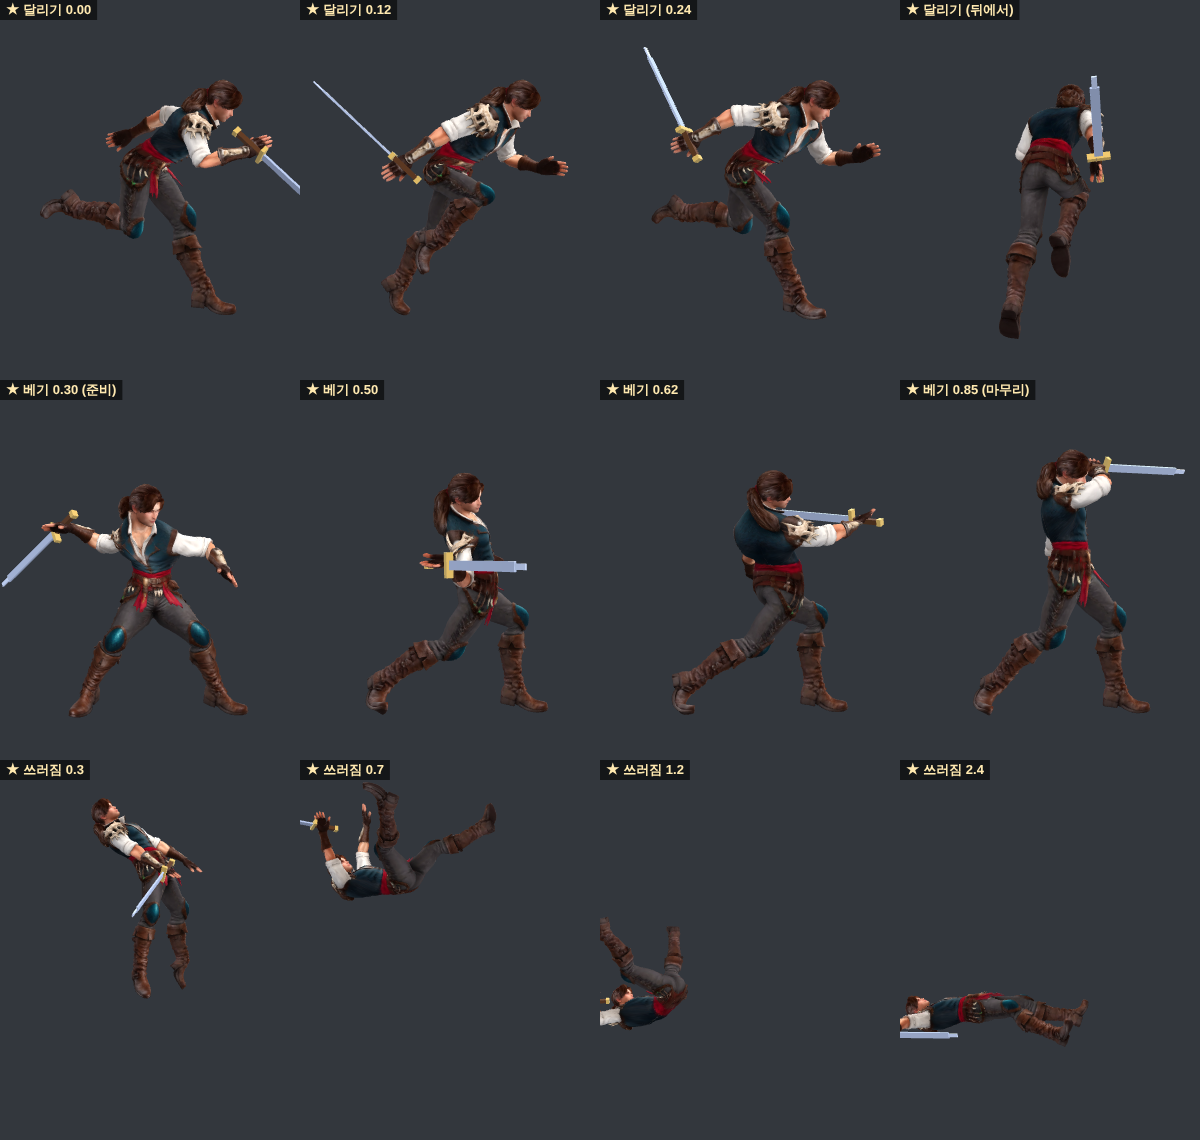 ★ 달리기 0.00
★ 달리기 0.12
★ 달리기 0.24
★ 달리기 (뒤에서)
★ 베기 0.30 (준비)
★ 베기 0.50
★ 베기 0.62
★ 베기 0.85 (마무리)
★ 쓰러짐 0.3
★ 쓰러짐 0.7
★ 쓰러짐 1.2
★ 쓰러짐 2.4